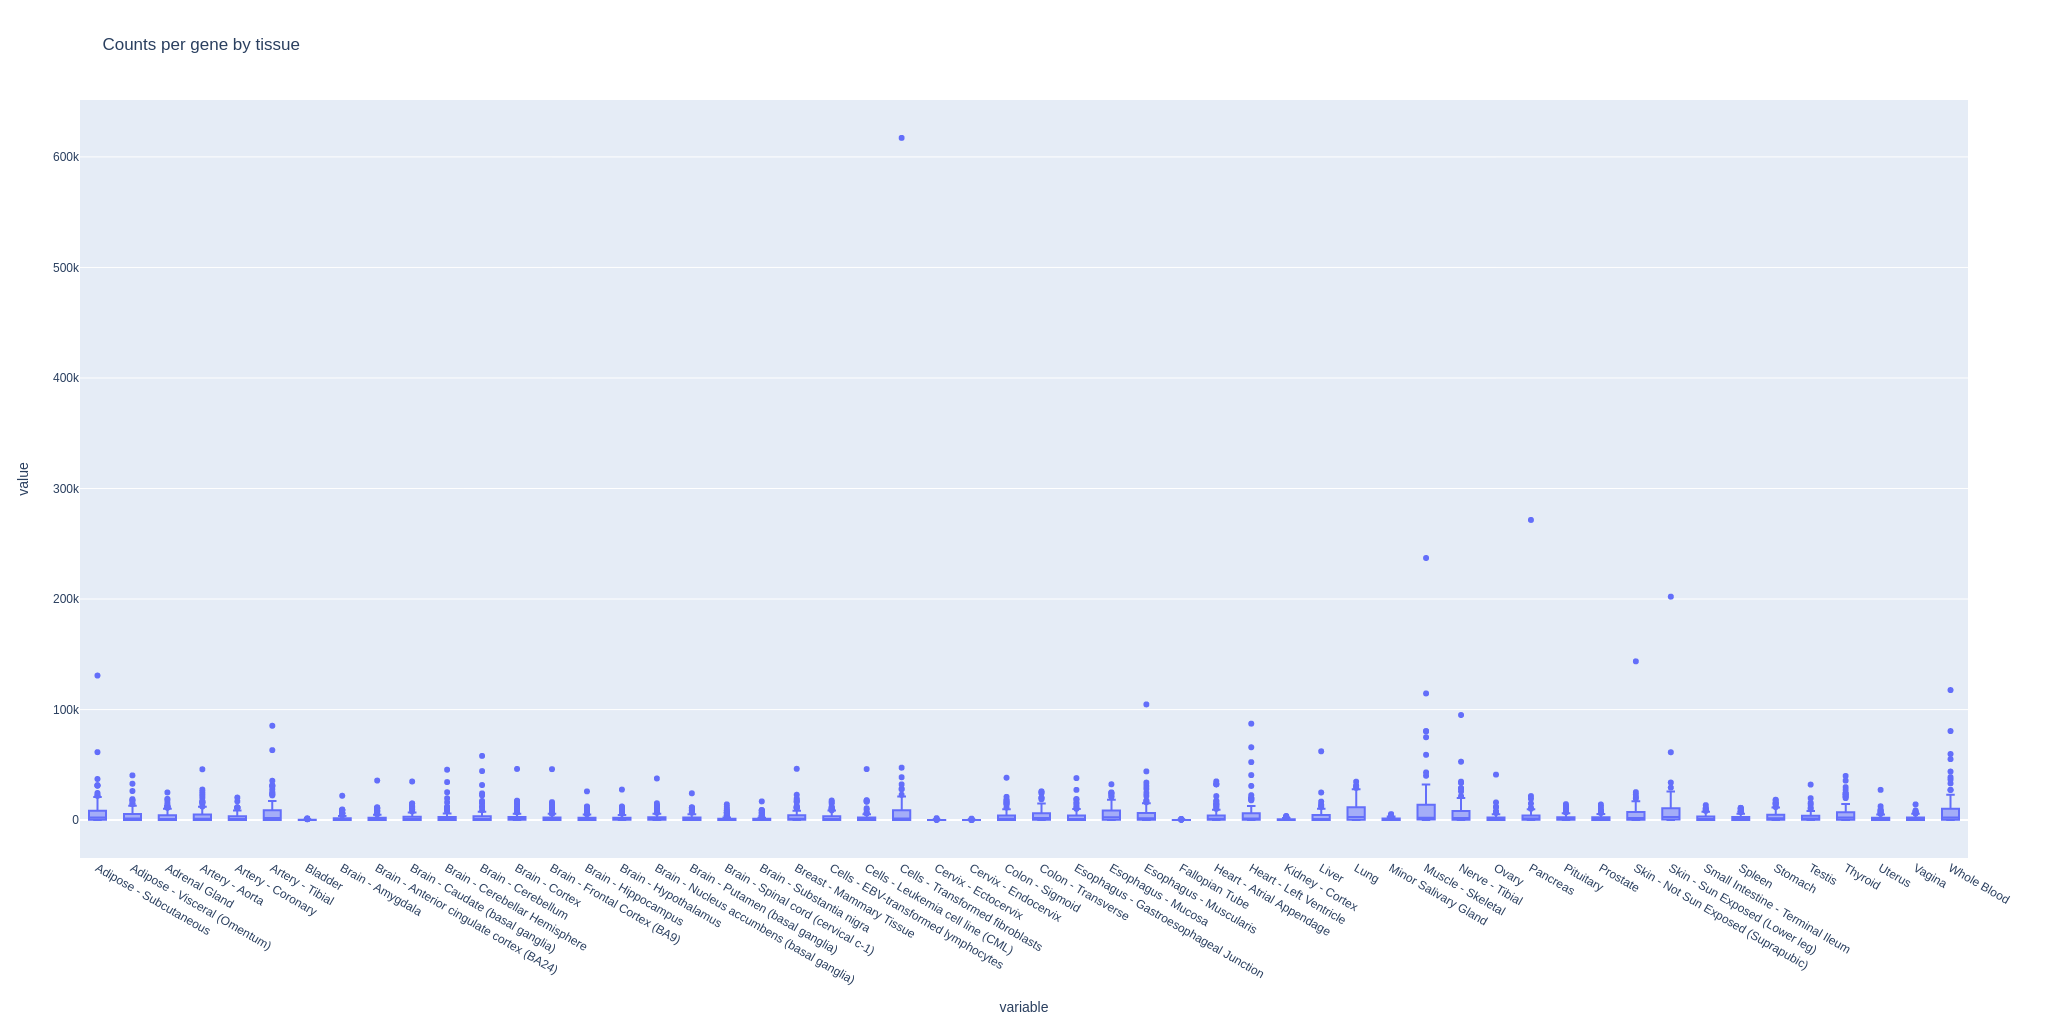 Counts per gene by tissue
600k
500k
400k
300k
200k
100k
0
value
Adipose - Subcutaneous
Adipose - Visceral (Omentum)
Adrenal Gland
Artery - Aorta
Artery - Coronary
Artery - Tibial
Bladder
Brain - Amygdala
Brain - Anterior cingulate cortex (BA24)
Brain - Caudate (basal ganglia)
Brain - Cerebellar Hemisphere
Brain - Cerebellum
Brain - Cortex
Brain - Frontal Cortex (BA9)
Brain - Hippocampus
Brain - Hypothalamus
Brain - Nucleus accumbens (basal ganglia)
Brain - Putamen (basal ganglia)
Brain - Spinal cord (cervical c-1)
Brain - Substantia nigra
Breast - Mammary Tissue
Cells - EBV-transformed lymphocytes
Cells - Leukemia cell line (CML)
Cells - Transformed fibroblasts
Cervix - Ectocervix
Cervix - Endocervix
Colon - Sigmoid
Colon - Transverse
Esophagus - Gastroesophageal Junction
Esophagus - Mucosa
Esophagus - Muscularis
Fallopian Tube
Heart - Atrial Appendage
Heart - Left Ventricle
Kidney - Cortex
Liver
Lung
Minor Salivary Gland
Muscle - Skeletal
Nerve - Tibial
Ovary
Pancreas
Pituitary
Prostate
Skin - Not Sun Exposed (Suprapubic)
Skin - Sun Exposed (Lower leg)
Small Intestine - Terminal Ileum
Spleen
Stomach
Testis
Thyroid
Uterus
Vagina
Whole Blood
variable